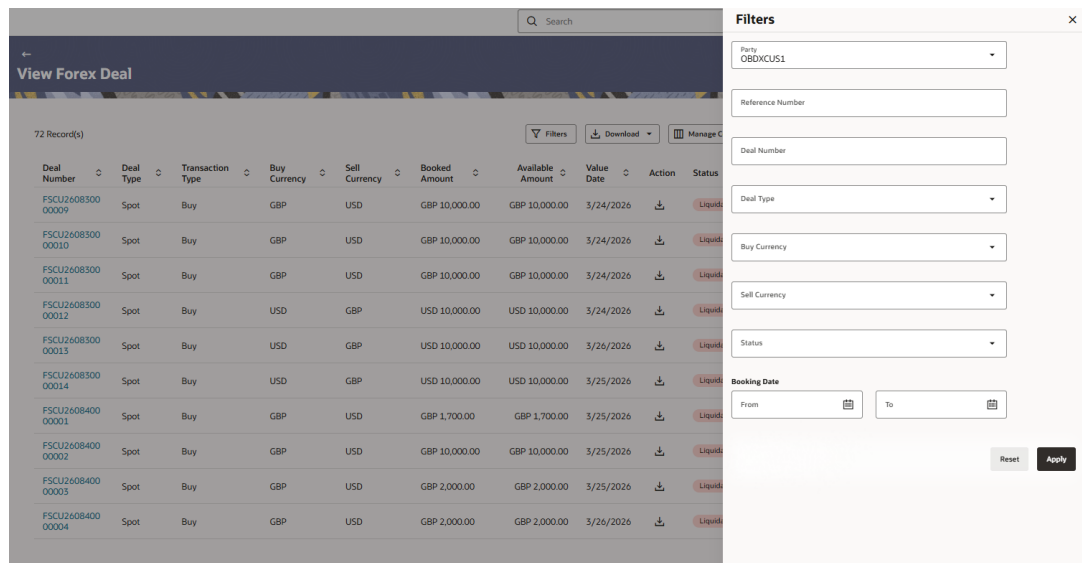 Search
Filters
Party
OBDXCUS1
View Forex Deal
Reference Number
72 Record(s)
Filters
Download
Manage C
Deal Number
Deal Number
Deal Type
Transaction Type
Buy Currency
Sell Currency
Booked Amount
Available Amount
Value Date
Action
Status
FSCU2608300
00009
Spot
Buy
GBP
USD
GBP 10,000.00
GBP 10,000.00
3/24/2026
Liquida
FSCU2608300
00010
Spot
Buy
GBP
USD
GBP 10,000.00
GBP 10,000.00
3/24/2026
Liquida
FSCU2608300
00011
Spot
Buy
GBP
USD
GBP 10,000.00
GBP 10,000.00
3/24/2026
Liquida
FSCU2608300
00012
Spot
Buy
USD
GBP
USD 10,000.00
USD 10,000.00
3/24/2026
Liquida
FSCU2608300
00013
Spot
Buy
USD
GBP
USD 10,000.00
USD 10,000.00
3/26/2026
Liquida
FSCU2608300
00014
Spot
Buy
USD
GBP
USD 10,000.00
USD 10,000.00
3/25/2026
Liquida
FSCU2608400
00001
Spot
Buy
GBP
USD
GBP 1,700.00
GBP 1,700.00
3/25/2026
Liquida
FSCU2608400
00002
Spot
Buy
GBP
USD
GBP 10,000.00
GBP 10,000.00
3/25/2026
Liquida
FSCU2608400
00003
Spot
Buy
GBP
USD
GBP 2,000.00
GBP 2,000.00
3/25/2026
Liquida
FSCU2608400
00004
Spot
Buy
GBP
USD
GBP 2,000.00
GBP 2,000.00
3/26/2026
Liquida
Deal Type
Buy Currency
Sell Currency
Status
Booking Date
From
To
Reset
Apply